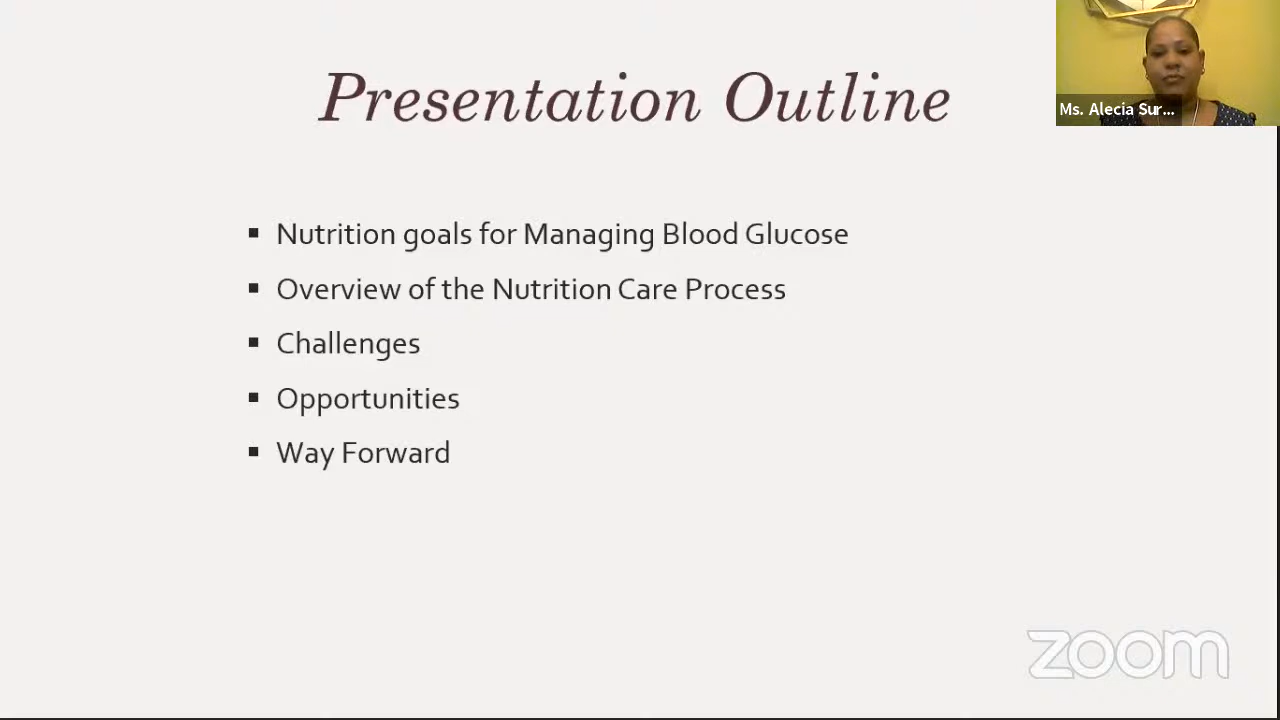 Presentation Outline
Ms. Alecia Sur...
▪ Nutrition goals for Managing Blood Glucose
▪ Overview of the Nutrition Care Process
▪ Challenges
▪ Opportunities
▪ Way Forward
zoom